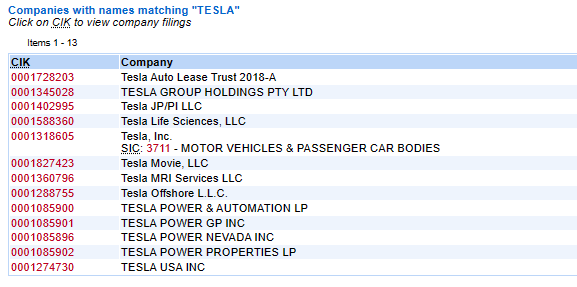 Companies with names matching "TESLA"
Click on CIK to view company filings
Items 1 - 13
CIK Company
0001728203 Tesla Auto Lease Trust 2018-A
0001345028 TESLA GROUP HOLDINGS PTY LTD
0001402995 Tesla JP/PI LLC
0001588360 Tesla Life Sciences, LLC
0001318605 Tesla, Inc.
SIC: 3711 - MOTOR VEHICLES & PASSENGER CAR BODIES
0001827423 Tesla Movie, LLC
0001360796 Tesla MRI Services LLC
0001288755 Tesla Offshore L.L.C.
0001085900 TESLA POWER & AUTOMATION LP
0001085901 TESLA POWER GP INC
0001085896 TESLA POWER NEVADA INC
0001085902 TESLA POWER PROPERTIES LP
0001274730 TESLA USA INC